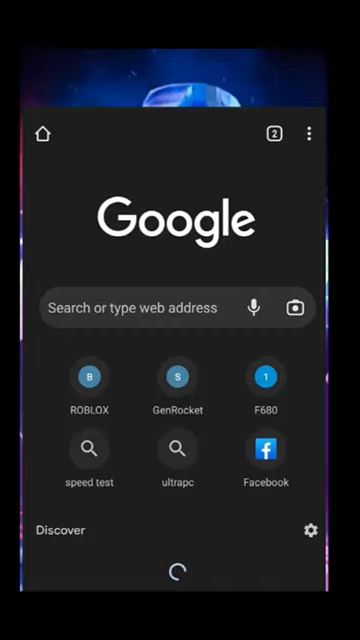 2
Google
Search or type web address
B S 1
ROBLOX GenRocket F680
speed test ultrapc Facebook
Discover